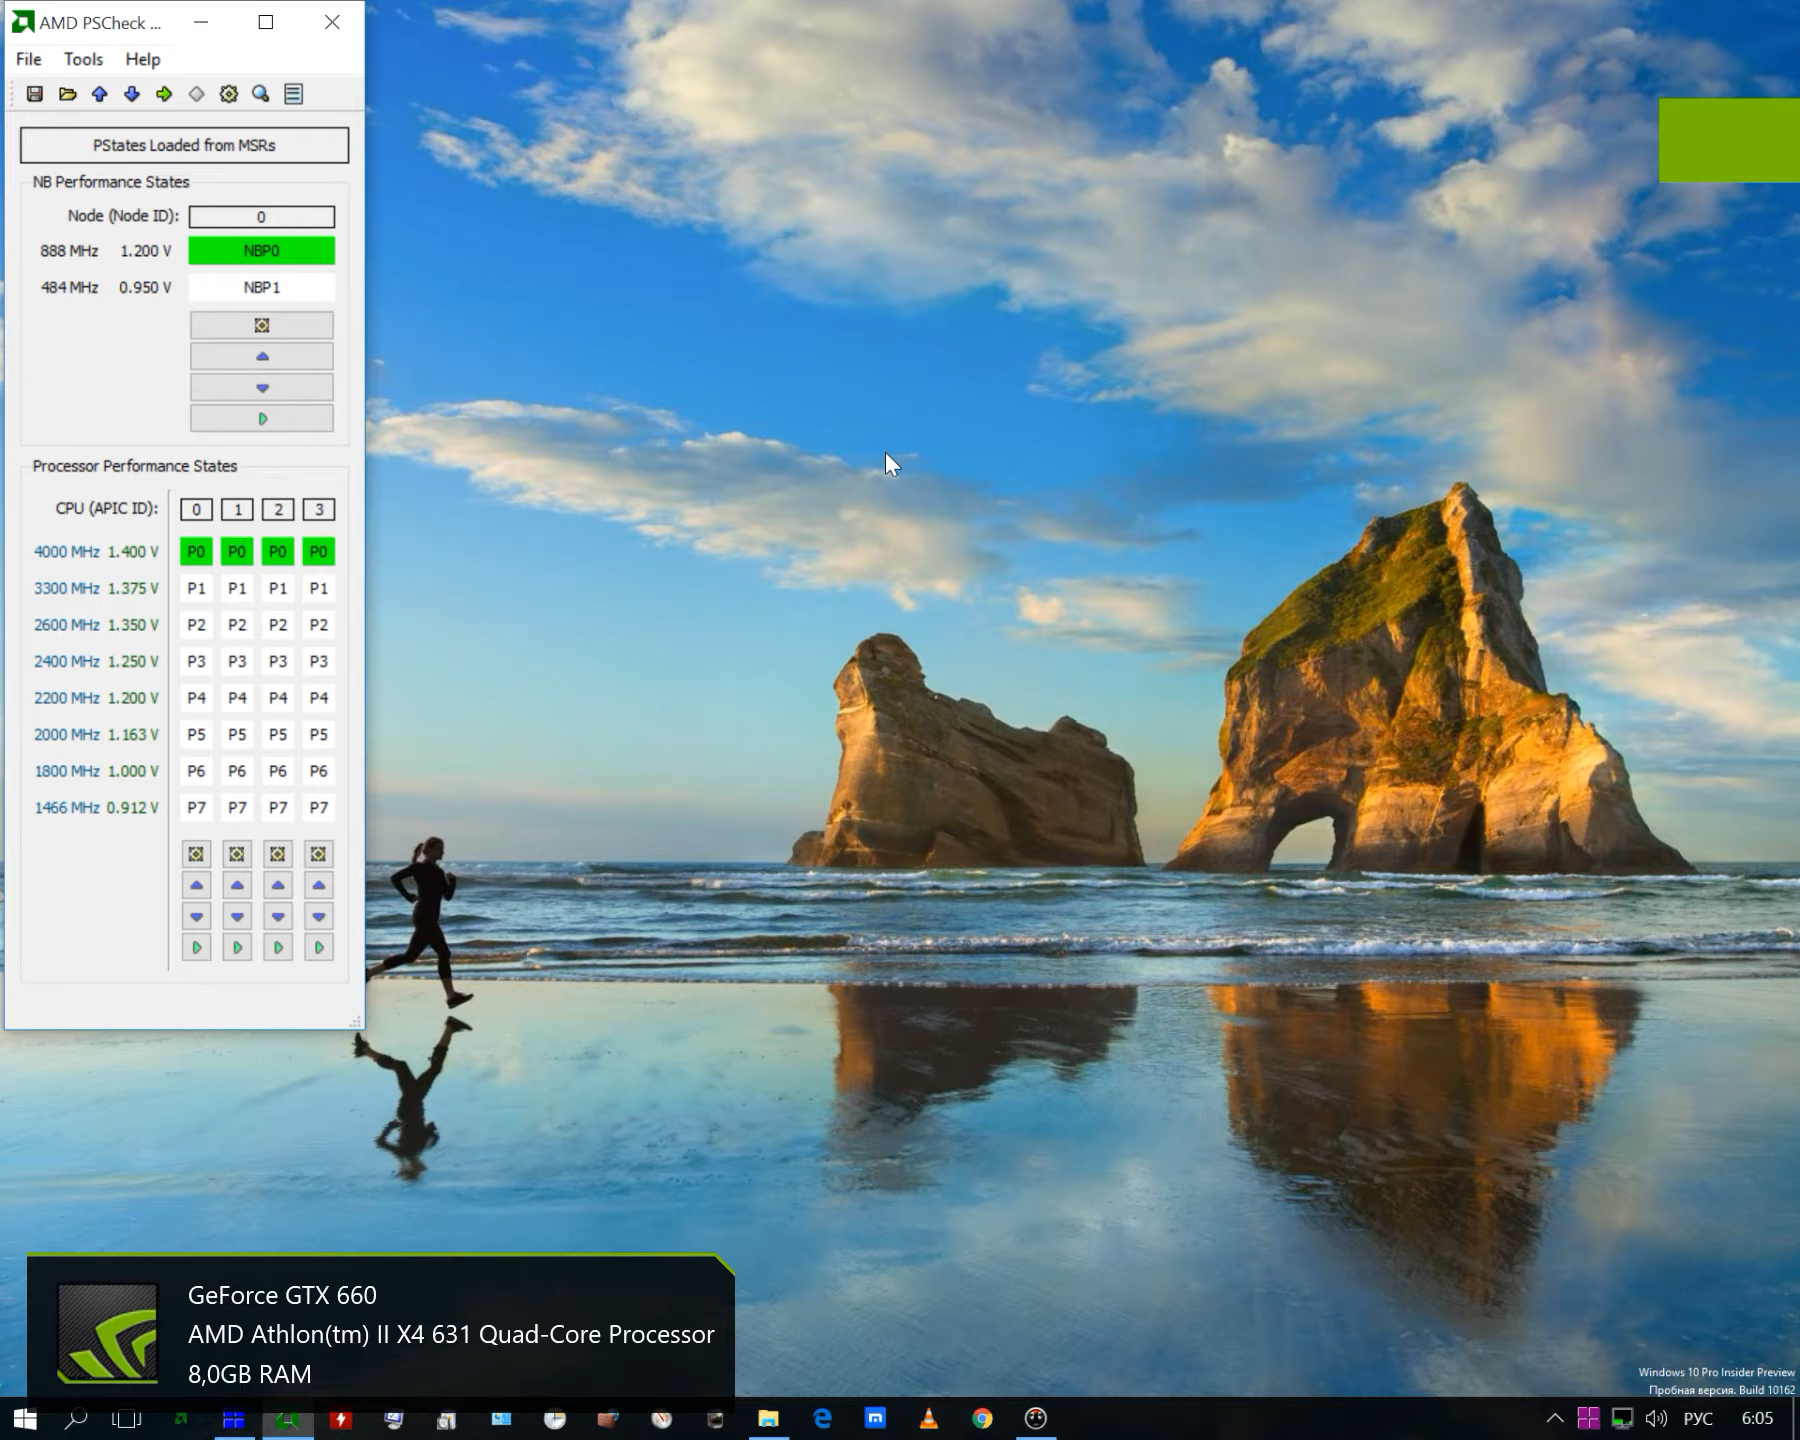 AMD PSCheck ...
File Tools Help
PStates Loaded from MSRs
NB Performance States
Node (Node ID): 0
888 MHz 1.200 V NBP0
484 MHz 0.950 V NBP1
Processor Performance States
CPU (APIC ID): 0 1 2 3
4000 MHz 1.400 V P0 P0 P0 P0
3300 MHz 1.375 V P1 P1 P1 P1
2600 MHz 1.350 V P2 P2 P2 P2
2400 MHz 1.250 V P3 P3 P3 P3
2200 MHz 1.200 V P4 P4 P4 P4
2000 MHz 1.163 V P5 P5 P5 P5
1800 MHz 1.000 V P6 P6 P6 P6
1466 MHz 0.912 V P7 P7 P7 P7
GeForce GTX 660
AMD Athlon(tm) II X4 631 Quad-Core Processor
8,0GB RAM
Windows 10 Pro Insider Preview
Пробная версия. Build 10162
РУС 6:05